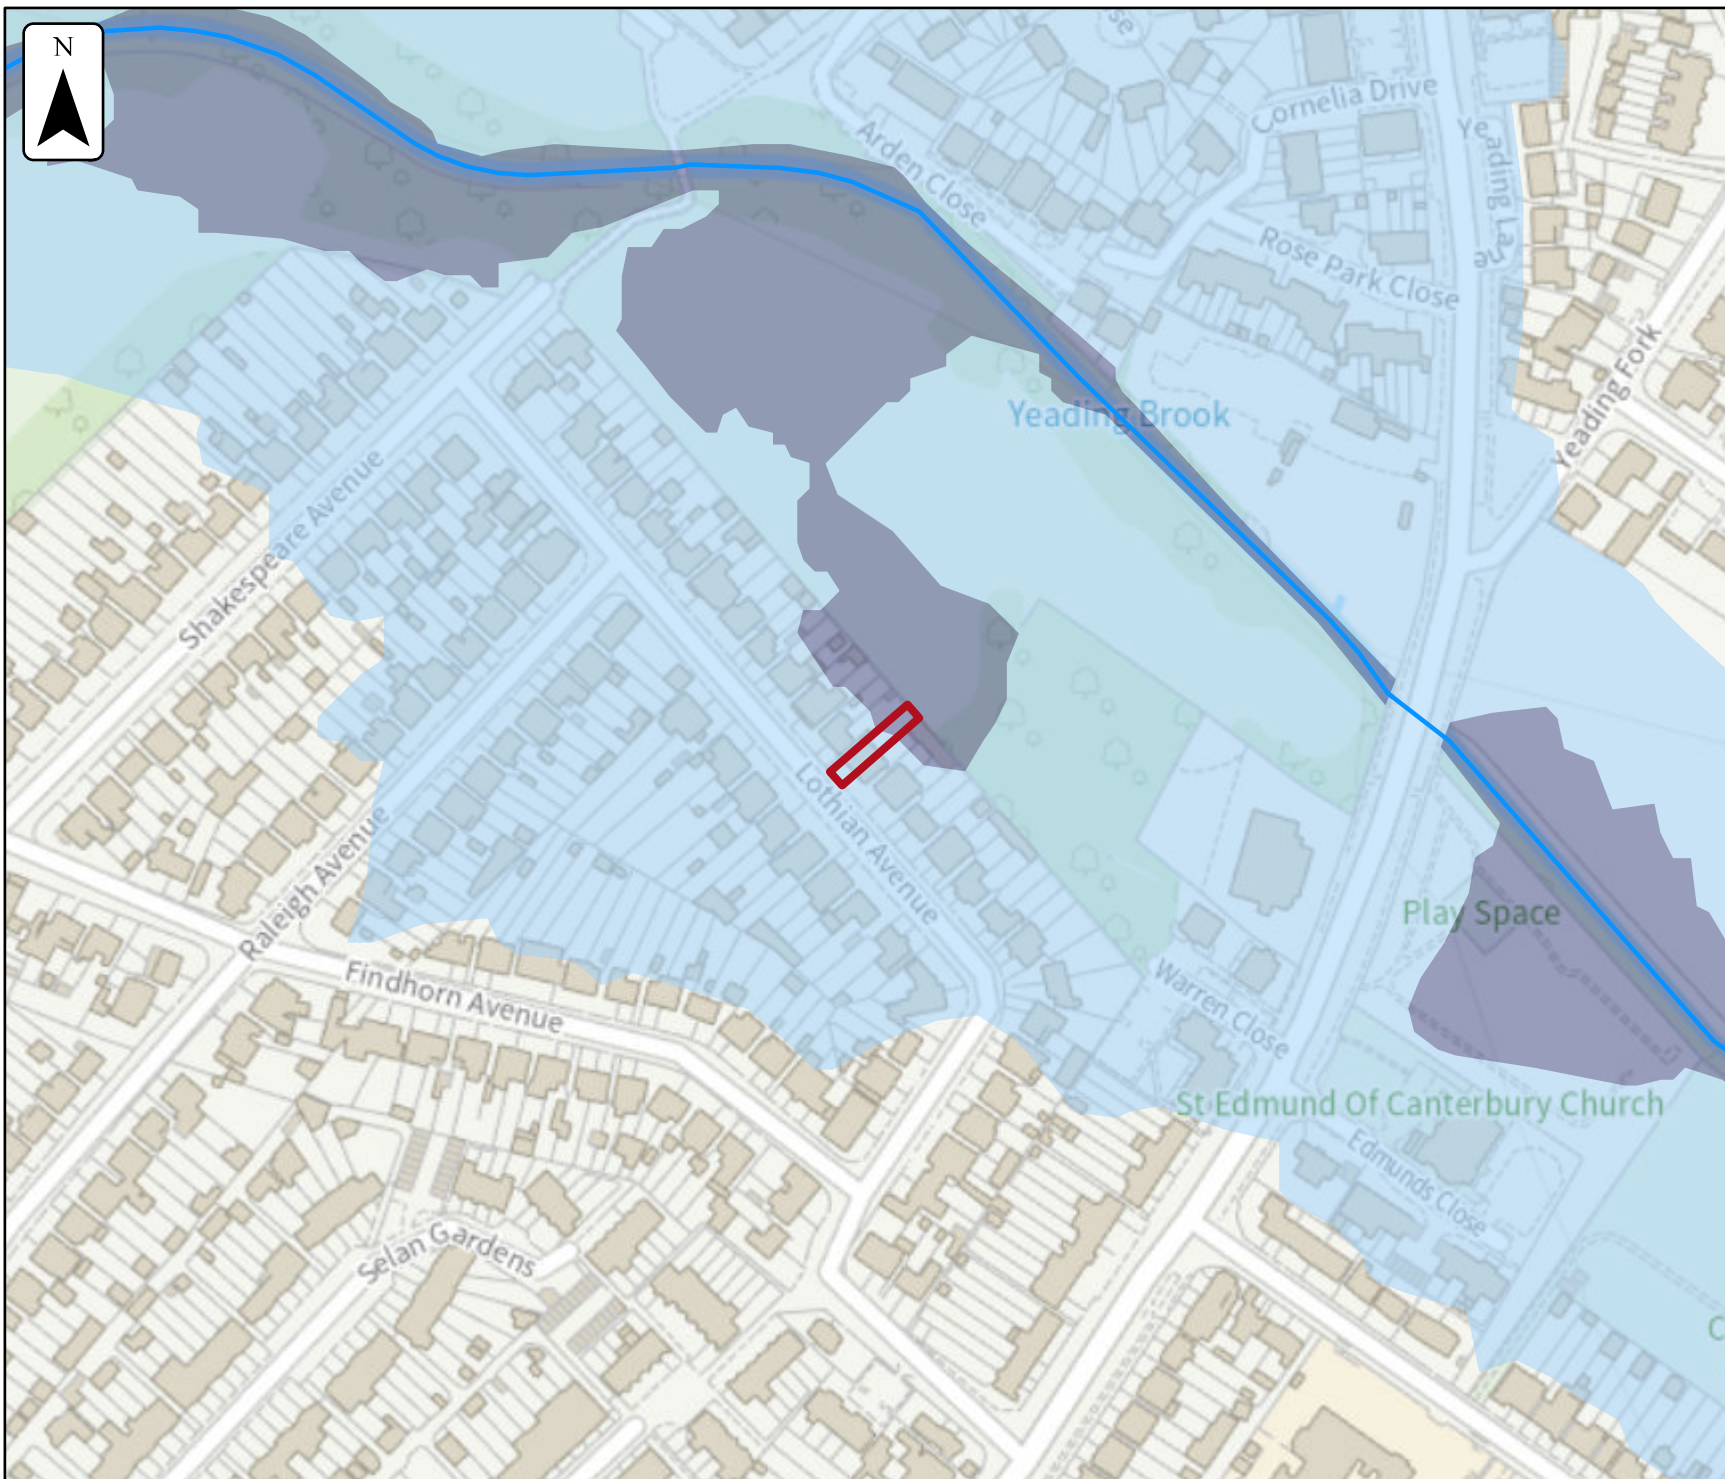 N
se
Cornelia Drive
Arden Close
Yeading Lane
Rose Park Close
Yeading Fork
Yeading Brook
Shakespeare Avenue
Lothian Avenue
Raleigh Avenue
Play Space
Findhorn Avenue
Warren Close
St Edmund Of Canterbury Church
Edmunds Close
Selan Gardens
C